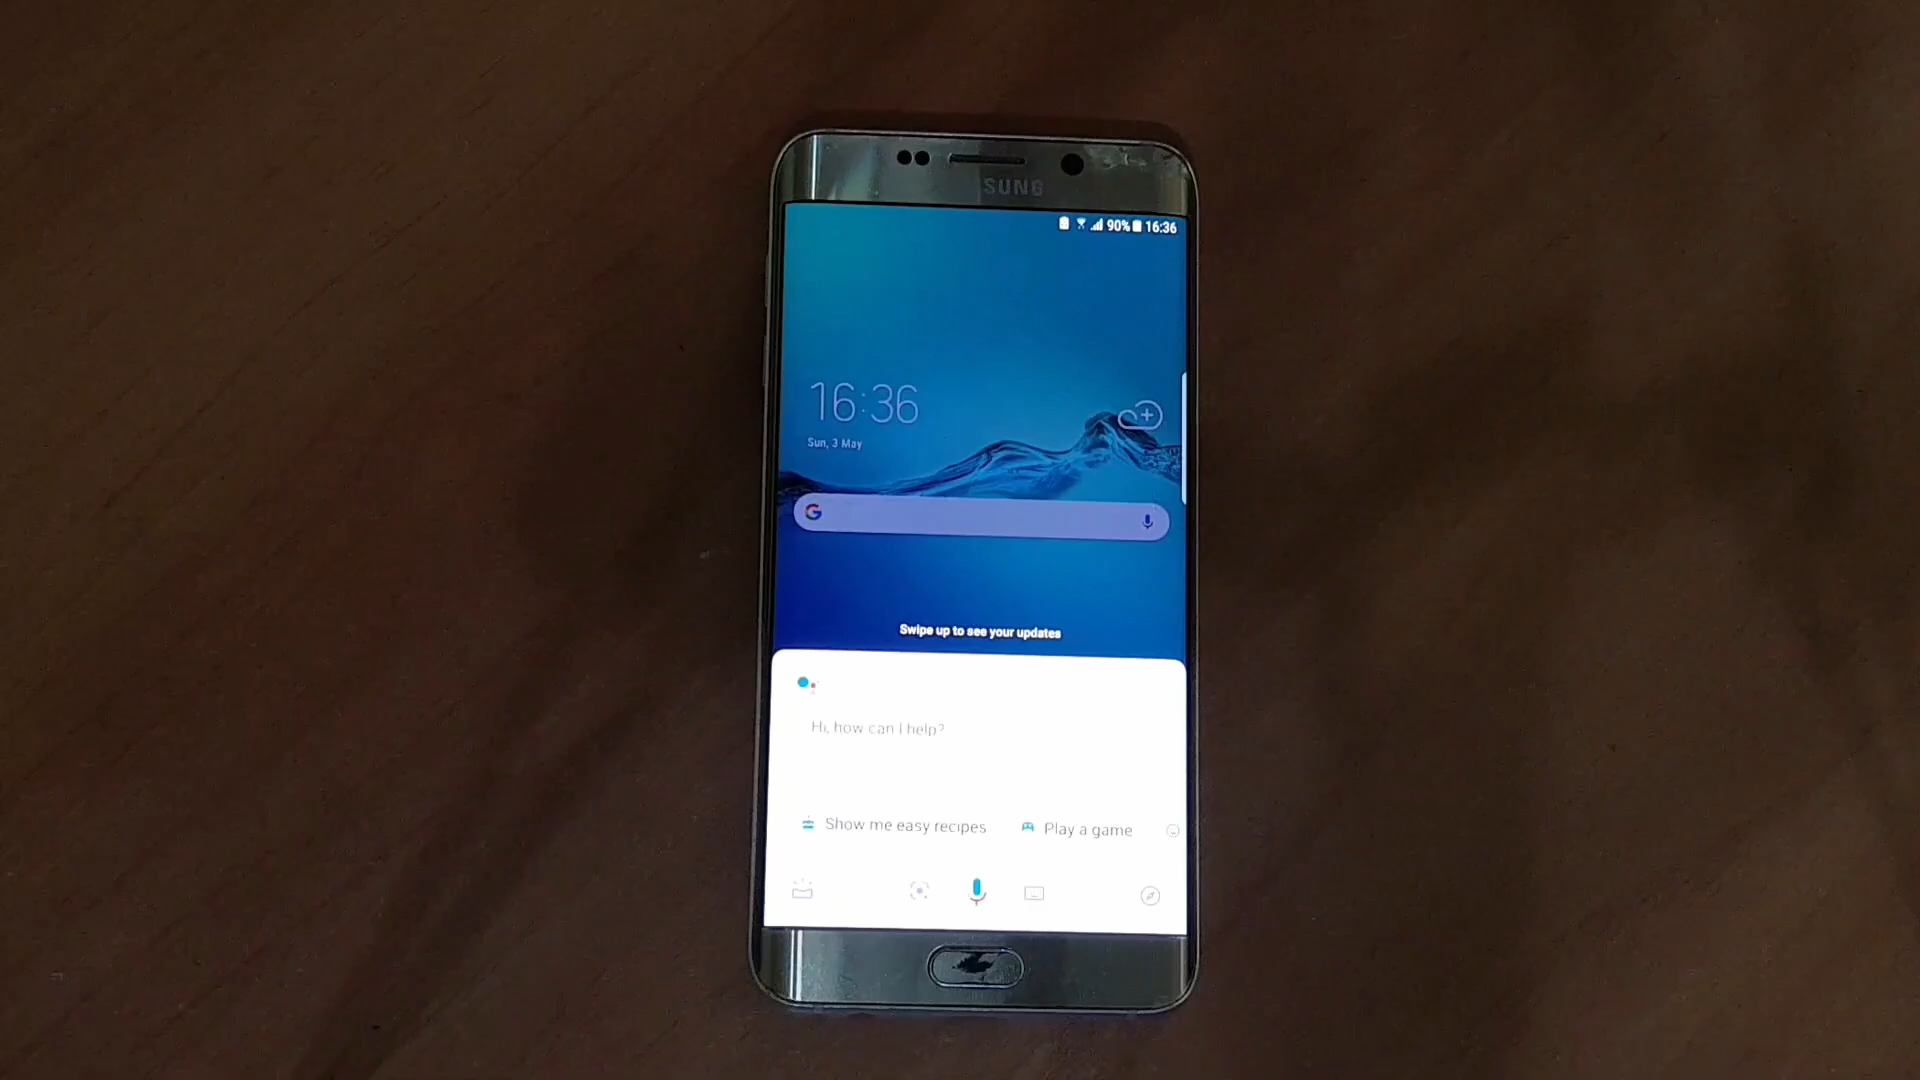 SUNG
90% 16:36
16:36
Sun, 3 May
G
Swipe up to see your updates
Hi, how can I help?
Show me easy recipes Play a game